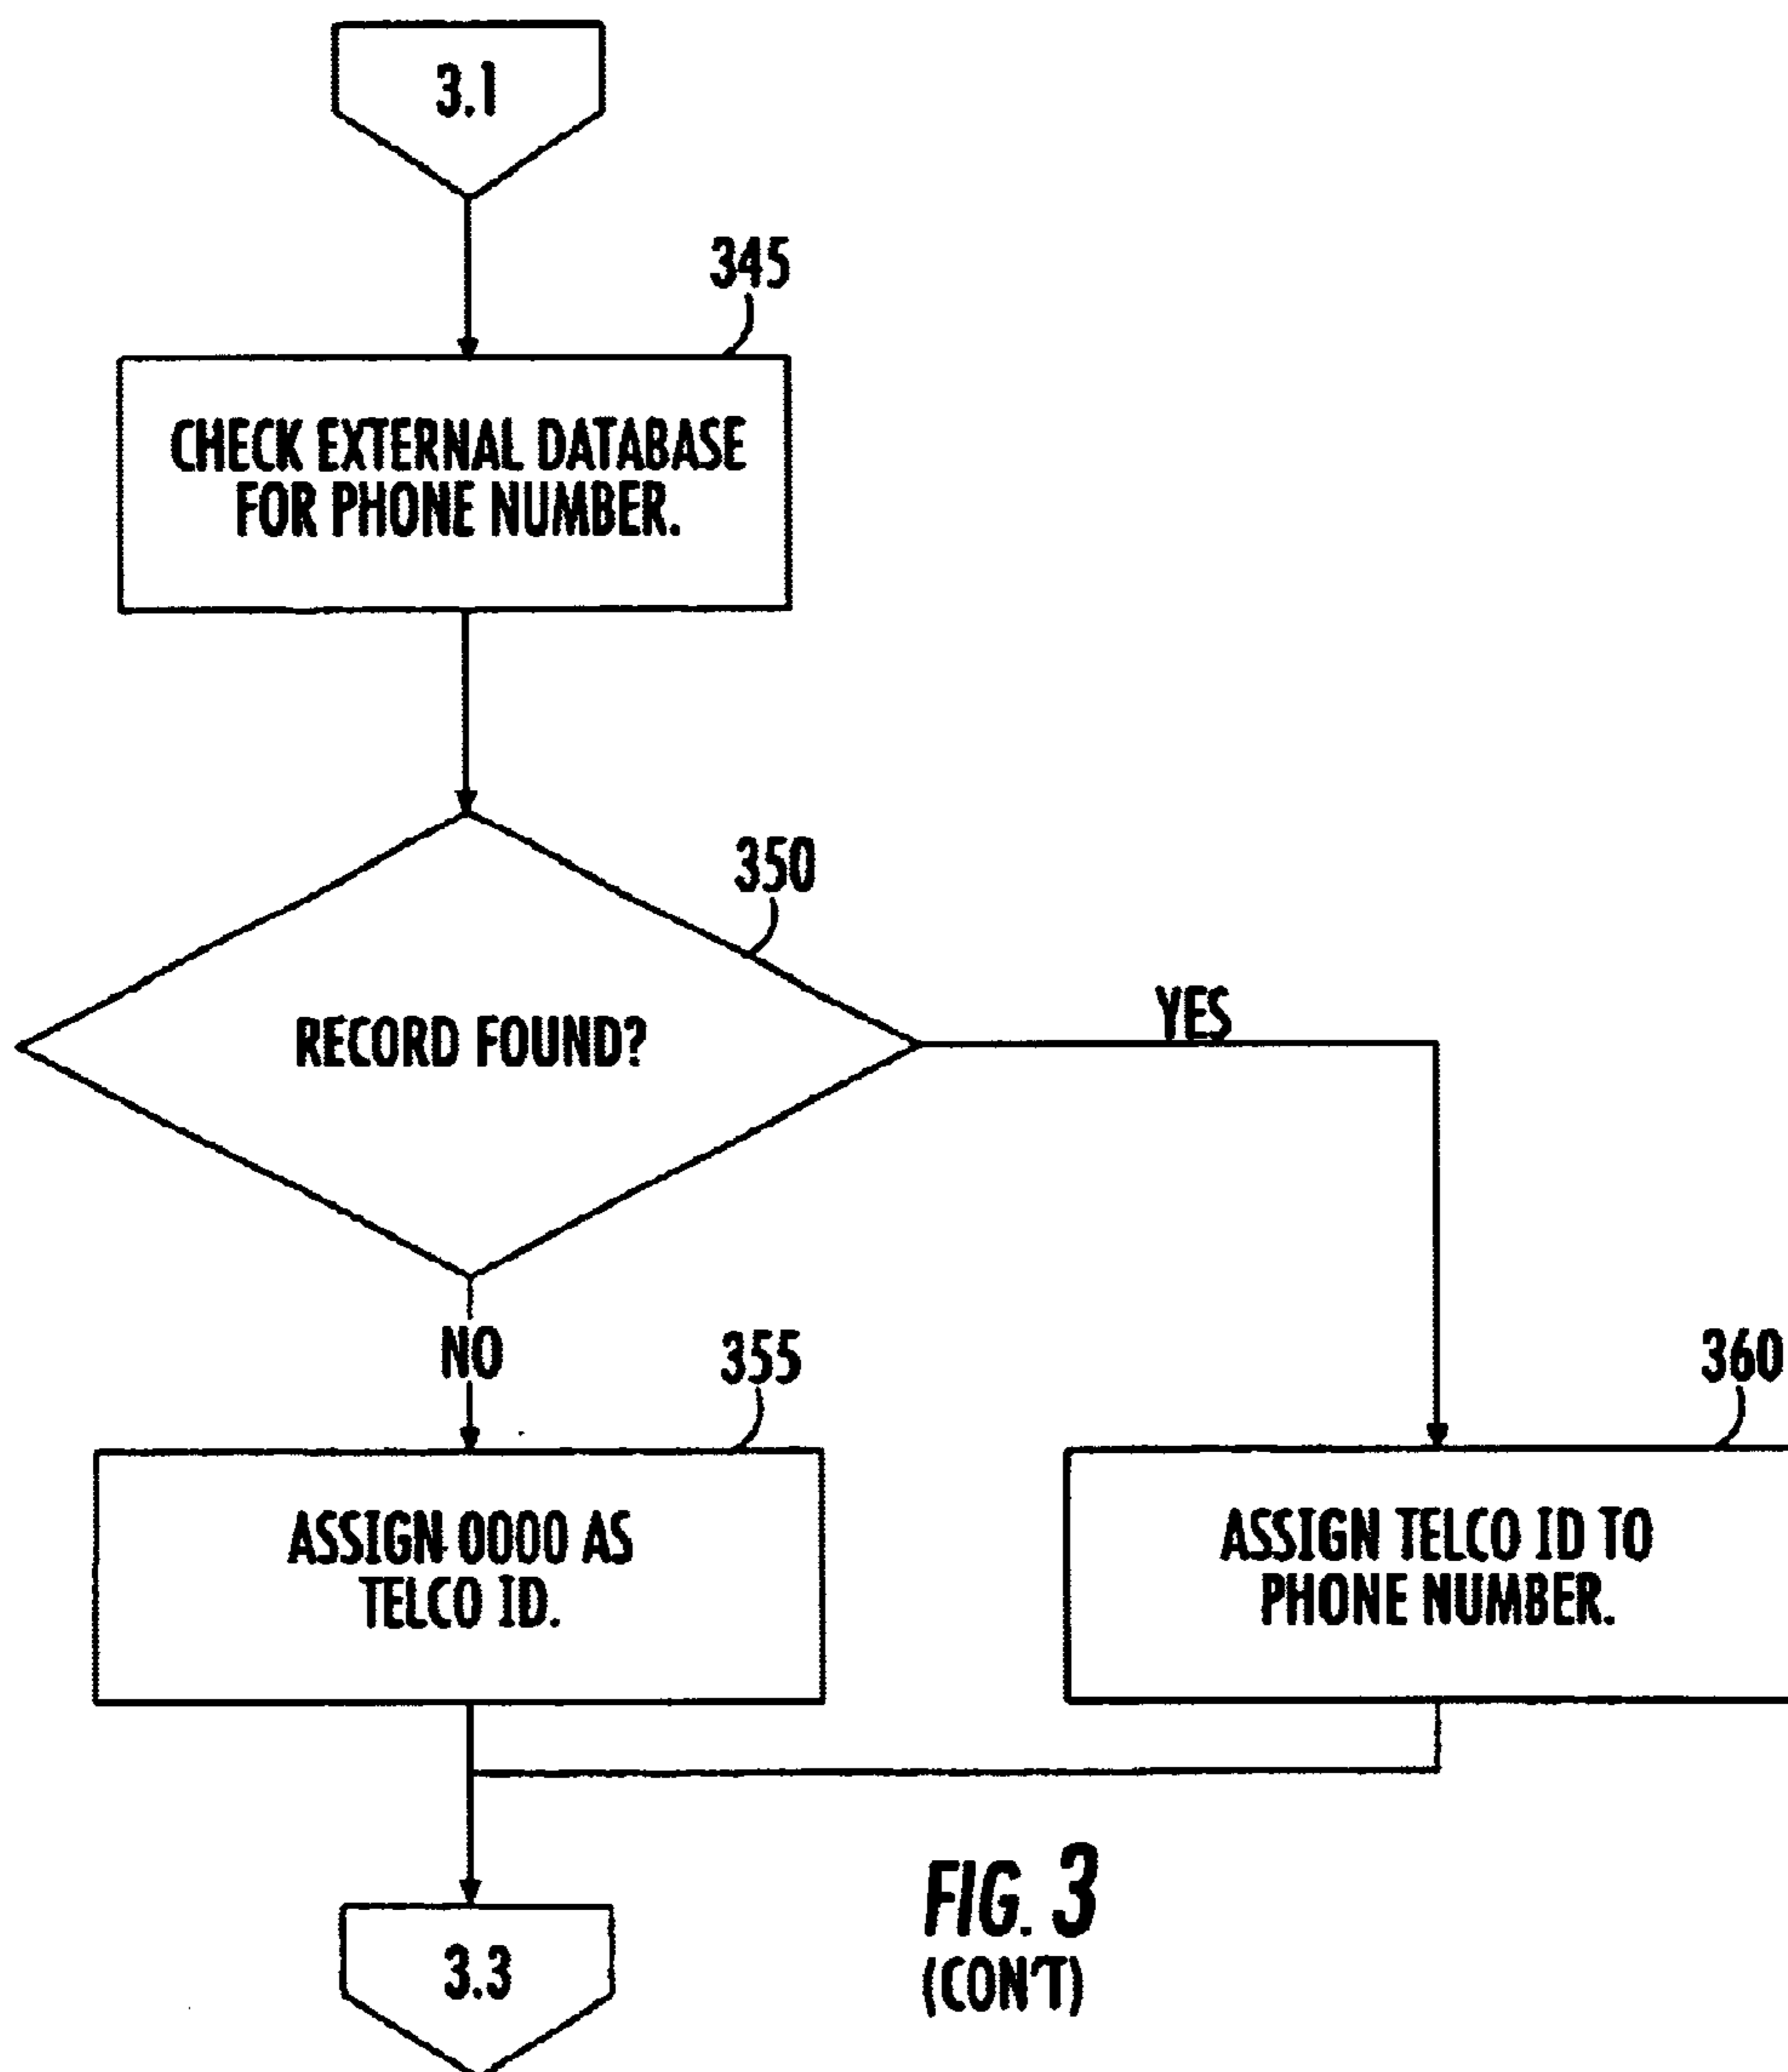 3.1
345
CHECK EXTERNAL DATABASE
FOR PHONE NUMBER.
350
RECORD FOUND?
YES
NO
355
360
ASSIGN 0000 AS
TELCO ID.
ASSIGN TELCO ID TO
PHONE NUMBER.
FIG. 3
(CON'T)
3.3